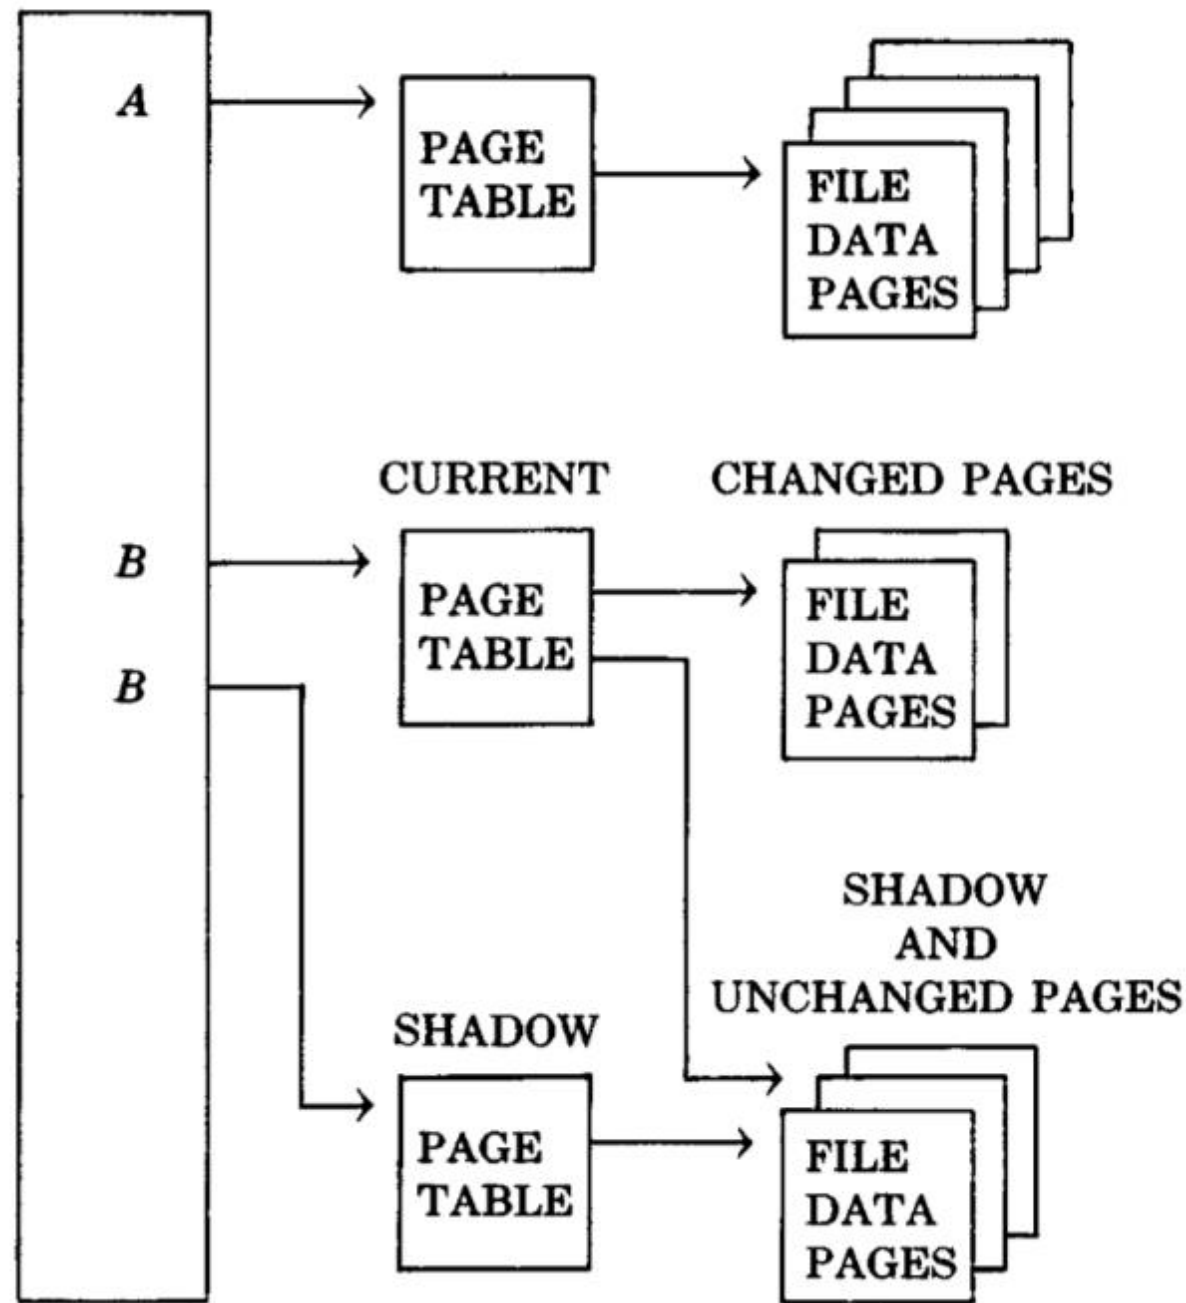 A
PAGE
TABLE
FILE
DATA
PAGES
CURRENT
CHANGED PAGES
B
PAGE
TABLE
FILE
DATA
PAGES
B
SHADOW
AND
UNCHANGED PAGES
SHADOW
PAGE
TABLE
FILE
DATA
PAGES